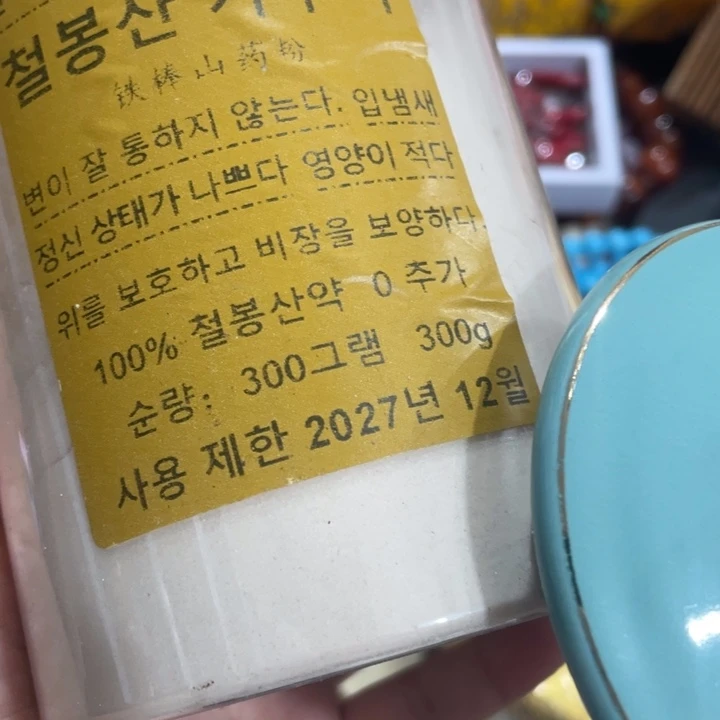 철봉산
铁棒山药粉
변이 잘 통하지 않는다. 입냄새
정신 상태가 나쁘다 영양이 적다
위를 보호하고 비장을 보양하다.
100% 철봉산약 0 추가
순량: 300그램 300g
사용 제한 2027년 12월